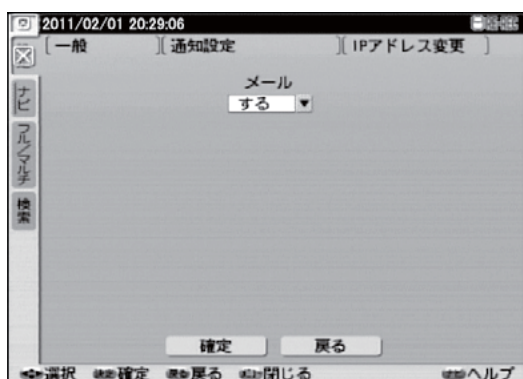 2011/02/01 20:29:06
[一般 ][ 通知設定 ][ IPアドレス変更 ]
メール
する ▼
ナビ
フル/マルチ
検索
確定 戻る
選択 確定 戻る 閉じる ヘルプ